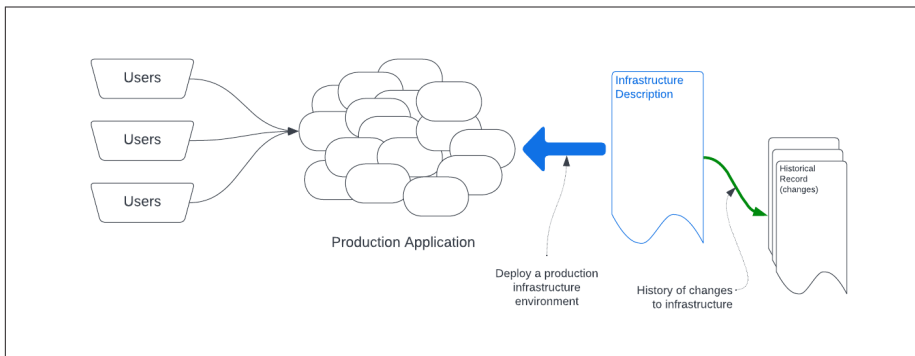 Users
Users
Users
Production Application
Infrastructure
Description
Historical
Record
(changes)
Deploy a production
infrastructure
environment
History of changes
to infrastructure